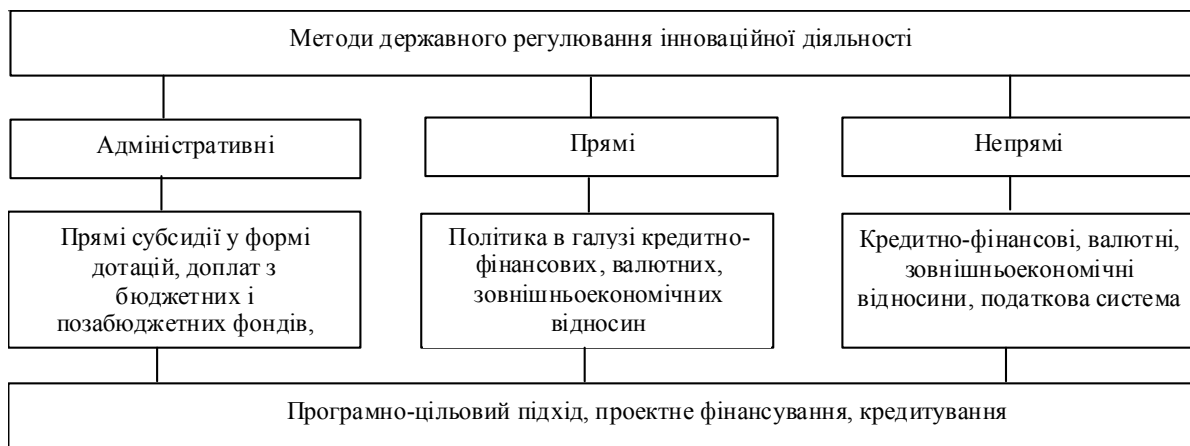 Методи державного регулювання інноваційної діяльності
Адміністративні
Прямі
Непрямі
Прямі субсидії у формі
дотацій, доплат з
бюджетних і
позабюджетних фондів,
Політика в галузі кредитно-
фінансових, валютних,
зовнішньоекономічних
відносин
Кредитно-фінансові, валютні,
зовнішньоекономічні
відносини, податкова система
Програмно-цільовий підхід, проектне фінансування, кредитування